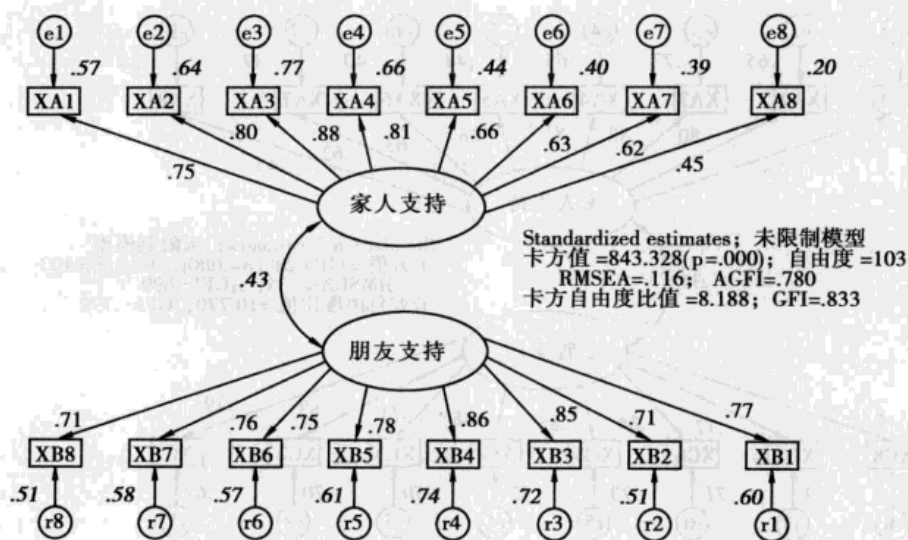 e1 e2 e3 e4 e5 e6 e7 e8
.57 .64 .77 .66 .44 .40 .39 .20
XA1 XA2 XA3 XA4 XA5 XA6 XA7 XA8
.75 .80 .88 .81 .66 .63 .62 .45
家人支持
Standardized estimates；未限制模型
卡方值=843.328(p=.000)；自由度=103
RMSEA=.116；AGFI=.780
卡方自由度比值=8.188；GFI=.833
.43
朋友支持
.71 .76 .75 .78 .86 .85 .71 .77
XB8 XB7 XB6 XB5 XB4 XB3 XB2 XB1
.51 .58 .57 .61 .74 .72 .51 .60
r8 r7 r6 r5 r4 r3 r2 r1